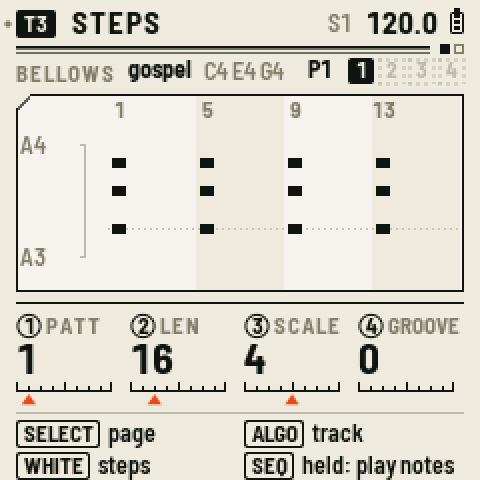 T3 STEPS S1 120.0
BELLOWS gospel C4 E4 G4 P1 1 2 3 4
1 5 9 13
A4
A3
1 PATT 2 LEN 3 SCALE 4 GROOVE
1 16 4 0
SELECT page ALGO track
WHITE steps SEQ held: play notes